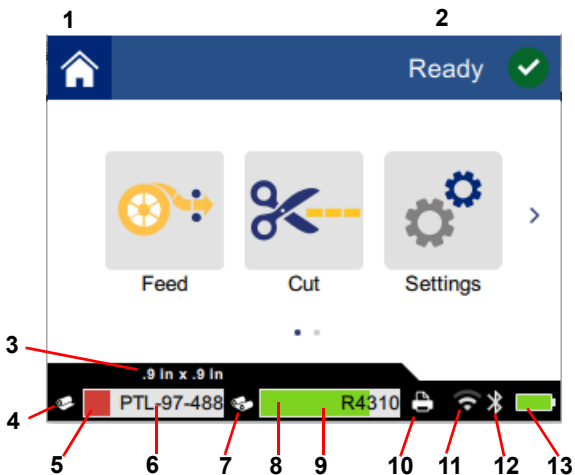 1 2
Ready
Feed Cut Settings
3
.9 in x .9 in
4 PTL-97-488 R4310
5 6 7 8 9 10 11 12 13